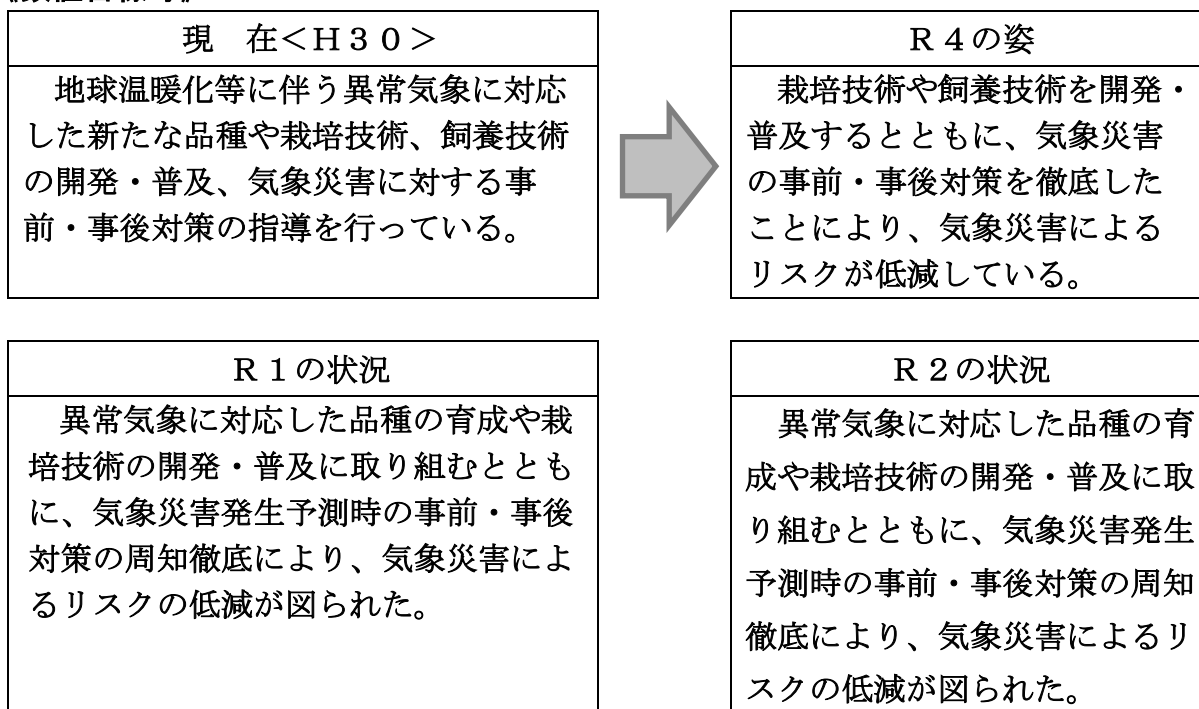 現　在＜Ｈ３０＞
地球温暖化等に伴う異常気象に対応
した新たな品種や栽培技術、飼養技術
の開発・普及、気象災害に対する事
前・事後対策の指導を行っている。
Ｒ４の姿
栽培技術や飼養技術を開発・
普及するとともに、気象災害
の事前・事後対策を徹底した
ことにより、気象災害による
リスクが低減している。
Ｒ１の状況
異常気象に対応した品種の育成や栽
培技術の開発・普及に取り組むととも
に、気象災害発生予測時の事前・事後
対策の周知徹底により、気象災害によ
るリスクの低減が図られた。
Ｒ２の状況
異常気象に対応した品種の育
成や栽培技術の開発・普及に取
り組むとともに、気象災害発生
予測時の事前・事後対策の周知
徹底により、気象災害によるリ
スクの低減が図られた。